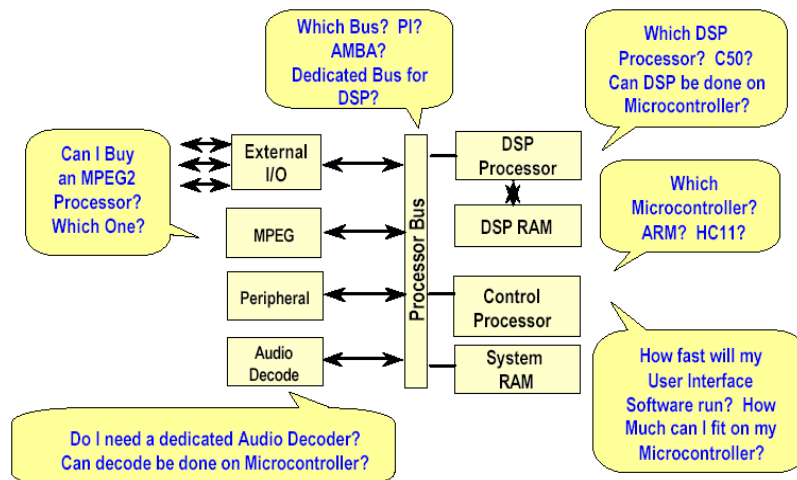 Which Bus? PI?
AMBA?
Dedicated Bus for
DSP?
Which DSP
Processor? C50?
Can DSP be done on
Microcontroller?
Can I Buy
an MPEG2
Processor?
Which One?
External
I/O
MPEG
Peripheral
Audio
Decode
Processor Bus
DSP
Processor
DSP RAM
Control
Processor
System
RAM
Which
Microcontroller?
ARM? HC11?
How fast will my
User Interface
Software run? How
Much can I fit on my
Microcontroller?
Do I need a dedicated Audio Decoder?
Can decode be done on Microcontroller?